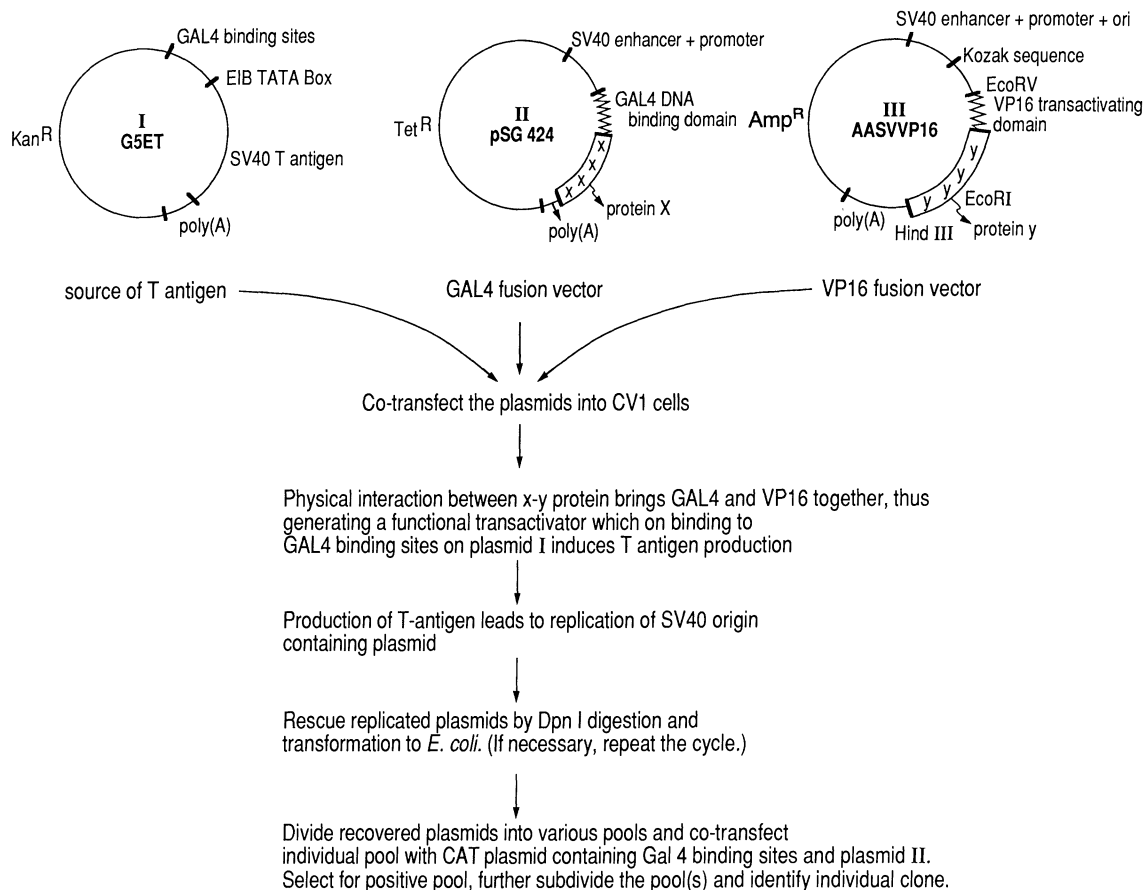 GAL4 binding sites
EIB TATA Box
I
G5ET
Kan R
SV40 T antigen
poly(A)
SV40 enhancer + promoter
GAL4 DNA
binding domain
II
pSG 424
Tet R
x
x
x
x
protein X
poly(A)
SV40 enhancer + promoter + ori
Kozak sequence
EcoRV
VP16 transactivating
domain
III
AASVVP16
Amp R
y
y
y
y
EcoRI
protein y
Hind III
poly(A)
source of T antigen
GAL4 fusion vector
VP16 fusion vector
Co-transfect the plasmids into CV1 cells
Physical interaction between x-y protein brings GAL4 and VP16 together, thus
generating a functional transactivator which on binding to
GAL4 binding sites on plasmid I induces T antigen production
Production of T-antigen leads to replication of SV40 origin
containing plasmid
Rescue replicated plasmids by Dpn I digestion and
transformation to E. coli. (If necessary, repeat the cycle.)
Divide recovered plasmids into various pools and co-transfect
individual pool with CAT plasmid containing Gal 4 binding sites and plasmid II.
Select for positive pool, further subdivide the pool(s) and identify individual clone.